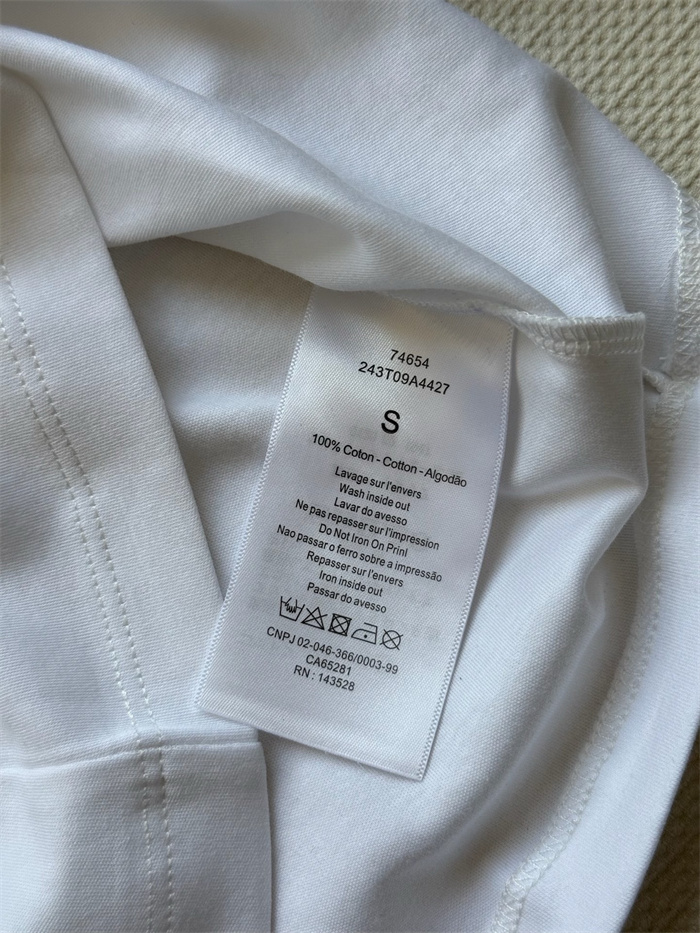 74654
243T09A4427
S
100% Coton - Cotton - Algodão
Lavage sur l'envers
Wash inside out
Lavar do avesso
Ne pas repasser sur l'impression
Do Not Iron On Prinl
Nao passar o ferro sobre a impressão
Repasser sur l'envers
Iron inside out
Passar do avesso
CNPJ 02-046-366/0003-99
CA65281
RN : 143528